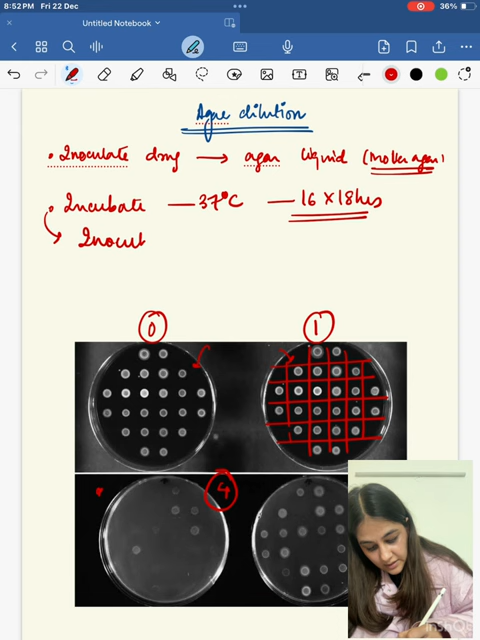 8:52 PM Fri 22 Dec 36%
Untitled Notebook
Agar dilution
• Inoculate drug → agar liquid (molten agar)
• Incubate — 37°C — 16 × 18hrs
→ Inocul
0 1
4
InShOt